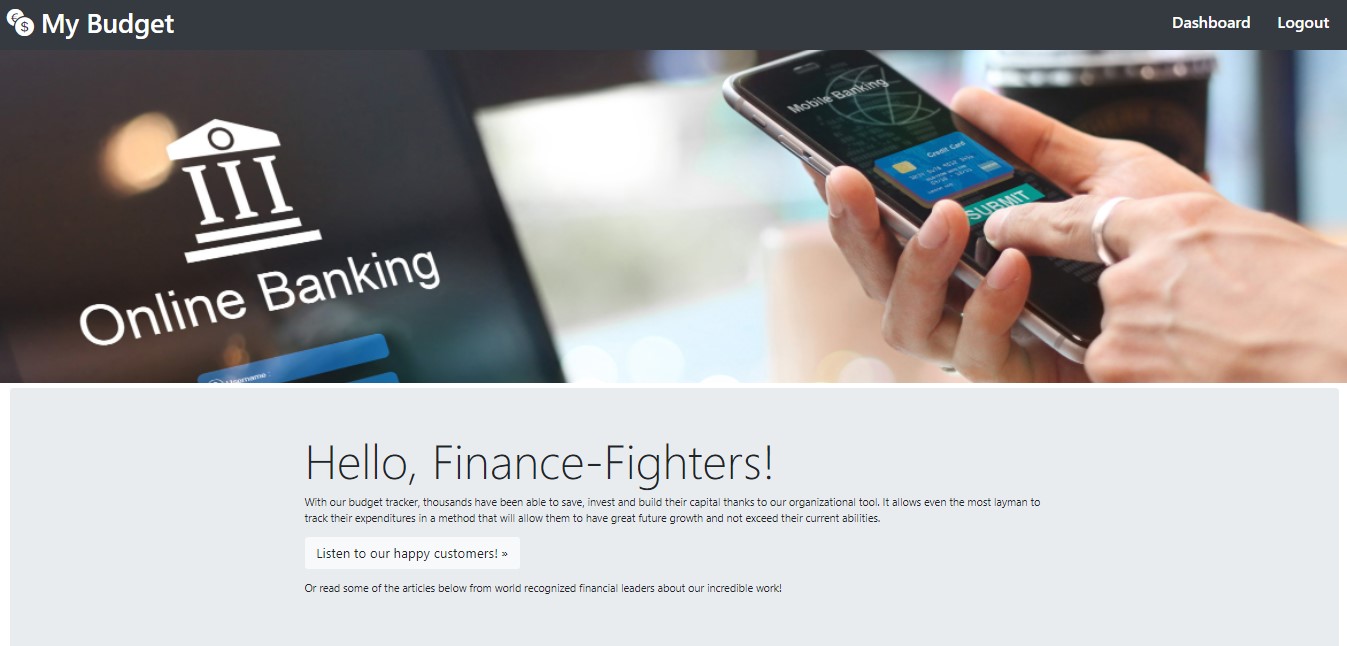 My Budget
Dashboard
Logout
Mobile Banking
Credit Card
SUBMIT
Online Banking
Username :
Hello, Finance-Fighters!
With our budget tracker, thousands have been able to save, invest and build their capital thanks to our organizational tool. It allows even the most layman to
track their expenditures in a method that will allow them to have great future growth and not exceed their current abilities.
Listen to our happy customers! »
Or read some of the articles below from world recognized financial leaders about our incredible work!